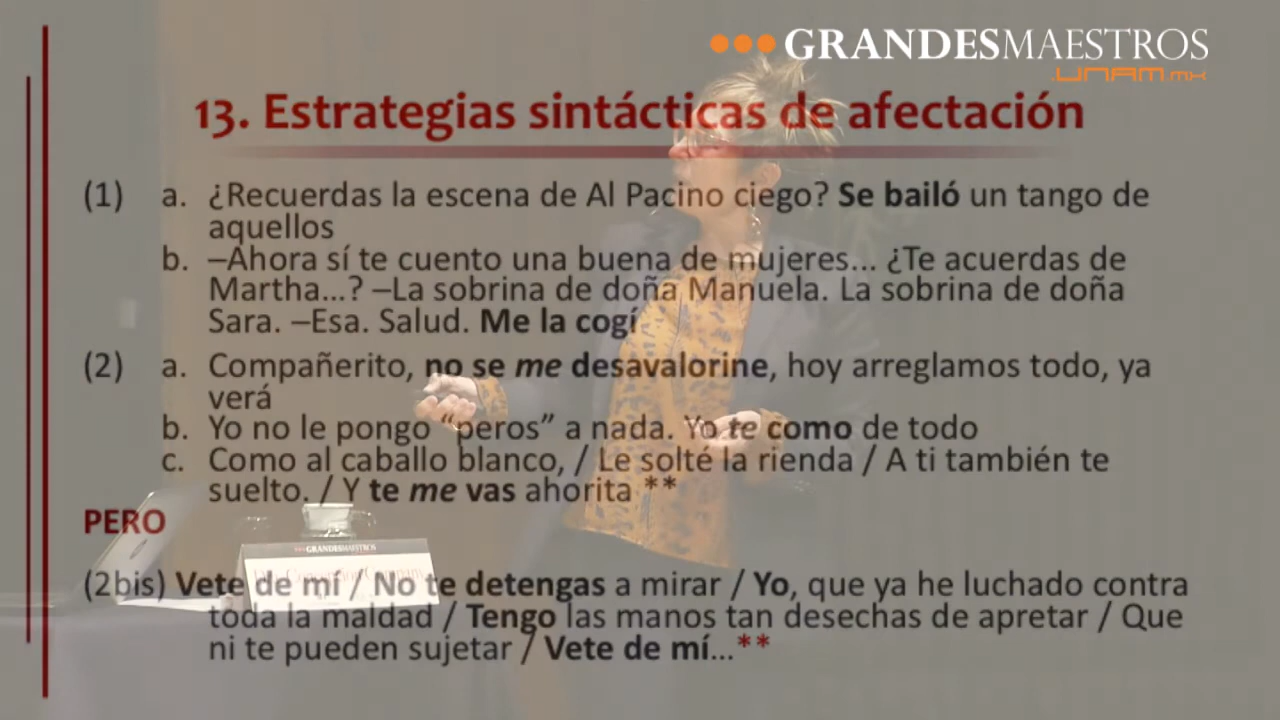 GRANDESMAESTROS
.UNAM.mx
13. Estrategias sintácticas de afectación
(1) a. ¿Recuerdas la escena de Al Pacino ciego? Se bailó un tango de
aquellos
b. –Ahora sí te cuento una buena de mujeres... ¿Te acuerdas de
Martha...? –La sobrina de doña Manuela. La sobrina de doña
Sara. –Esa. Salud. Me la cogí
(2) a. Compañerito, no se me desavalorine, hoy arreglamos todo, ya
verá
b. Yo no le pongo “peros” a nada. Yo te como de todo
c. Como al caballo blanco, / Le solté la rienda / A ti también te
suelto. / Y te me vas ahorita **
PERO
GRANDESMAESTROS
(2bis) Vete de mí / No te detengas a mirar / Yo, que ya he luchado contra
toda la maldad / Tengo las manos tan desechas de apretar / Que
ni te pueden sujetar / Vete de mí...**